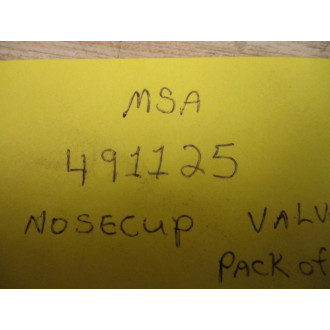 MSA
491125
NOSECUP VALV
PACK of